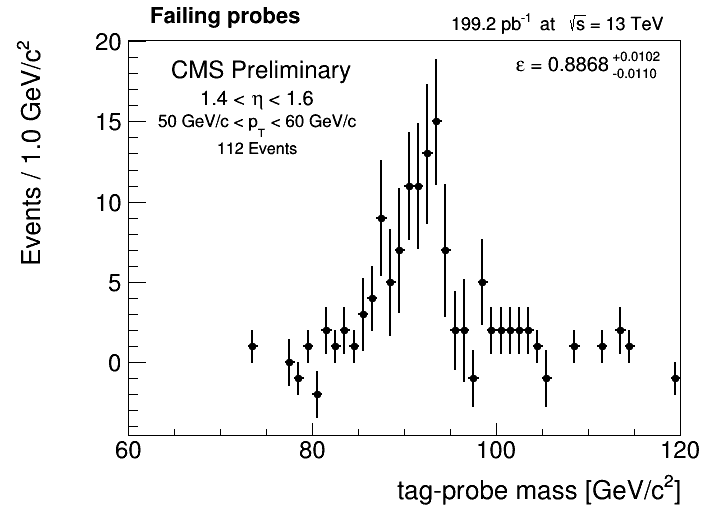 Failing probes
199.2 pb⁻¹ at √s = 13 TeV
CMS Preliminary
ε = 0.8868 +0.0102 -0.0110
1.4 < η < 1.6
50 GeV/c < p_T < 60 GeV/c
112 Events
Events / 1.0 GeV/c²
20
15
10
5
0
60 80 100 120
tag-probe mass [GeV/c²]